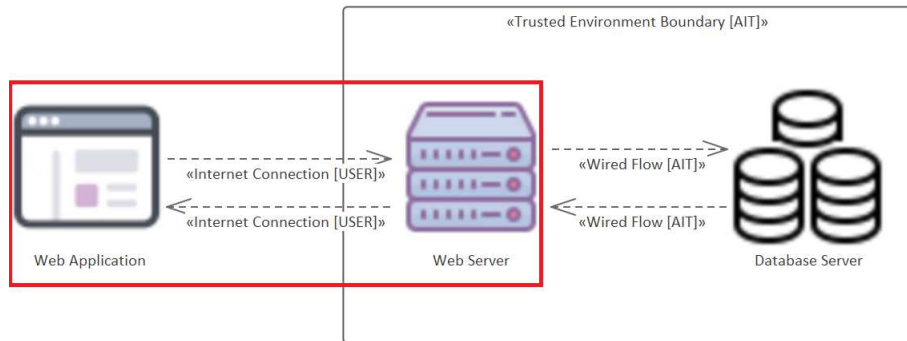 «Trusted Environment Boundary [AIT]»
«Internet Connection [USER]»
«Wired Flow [AIT]»
«Internet Connection [USER]»
«Wired Flow [AIT]»
Web Application
Web Server
Database Server